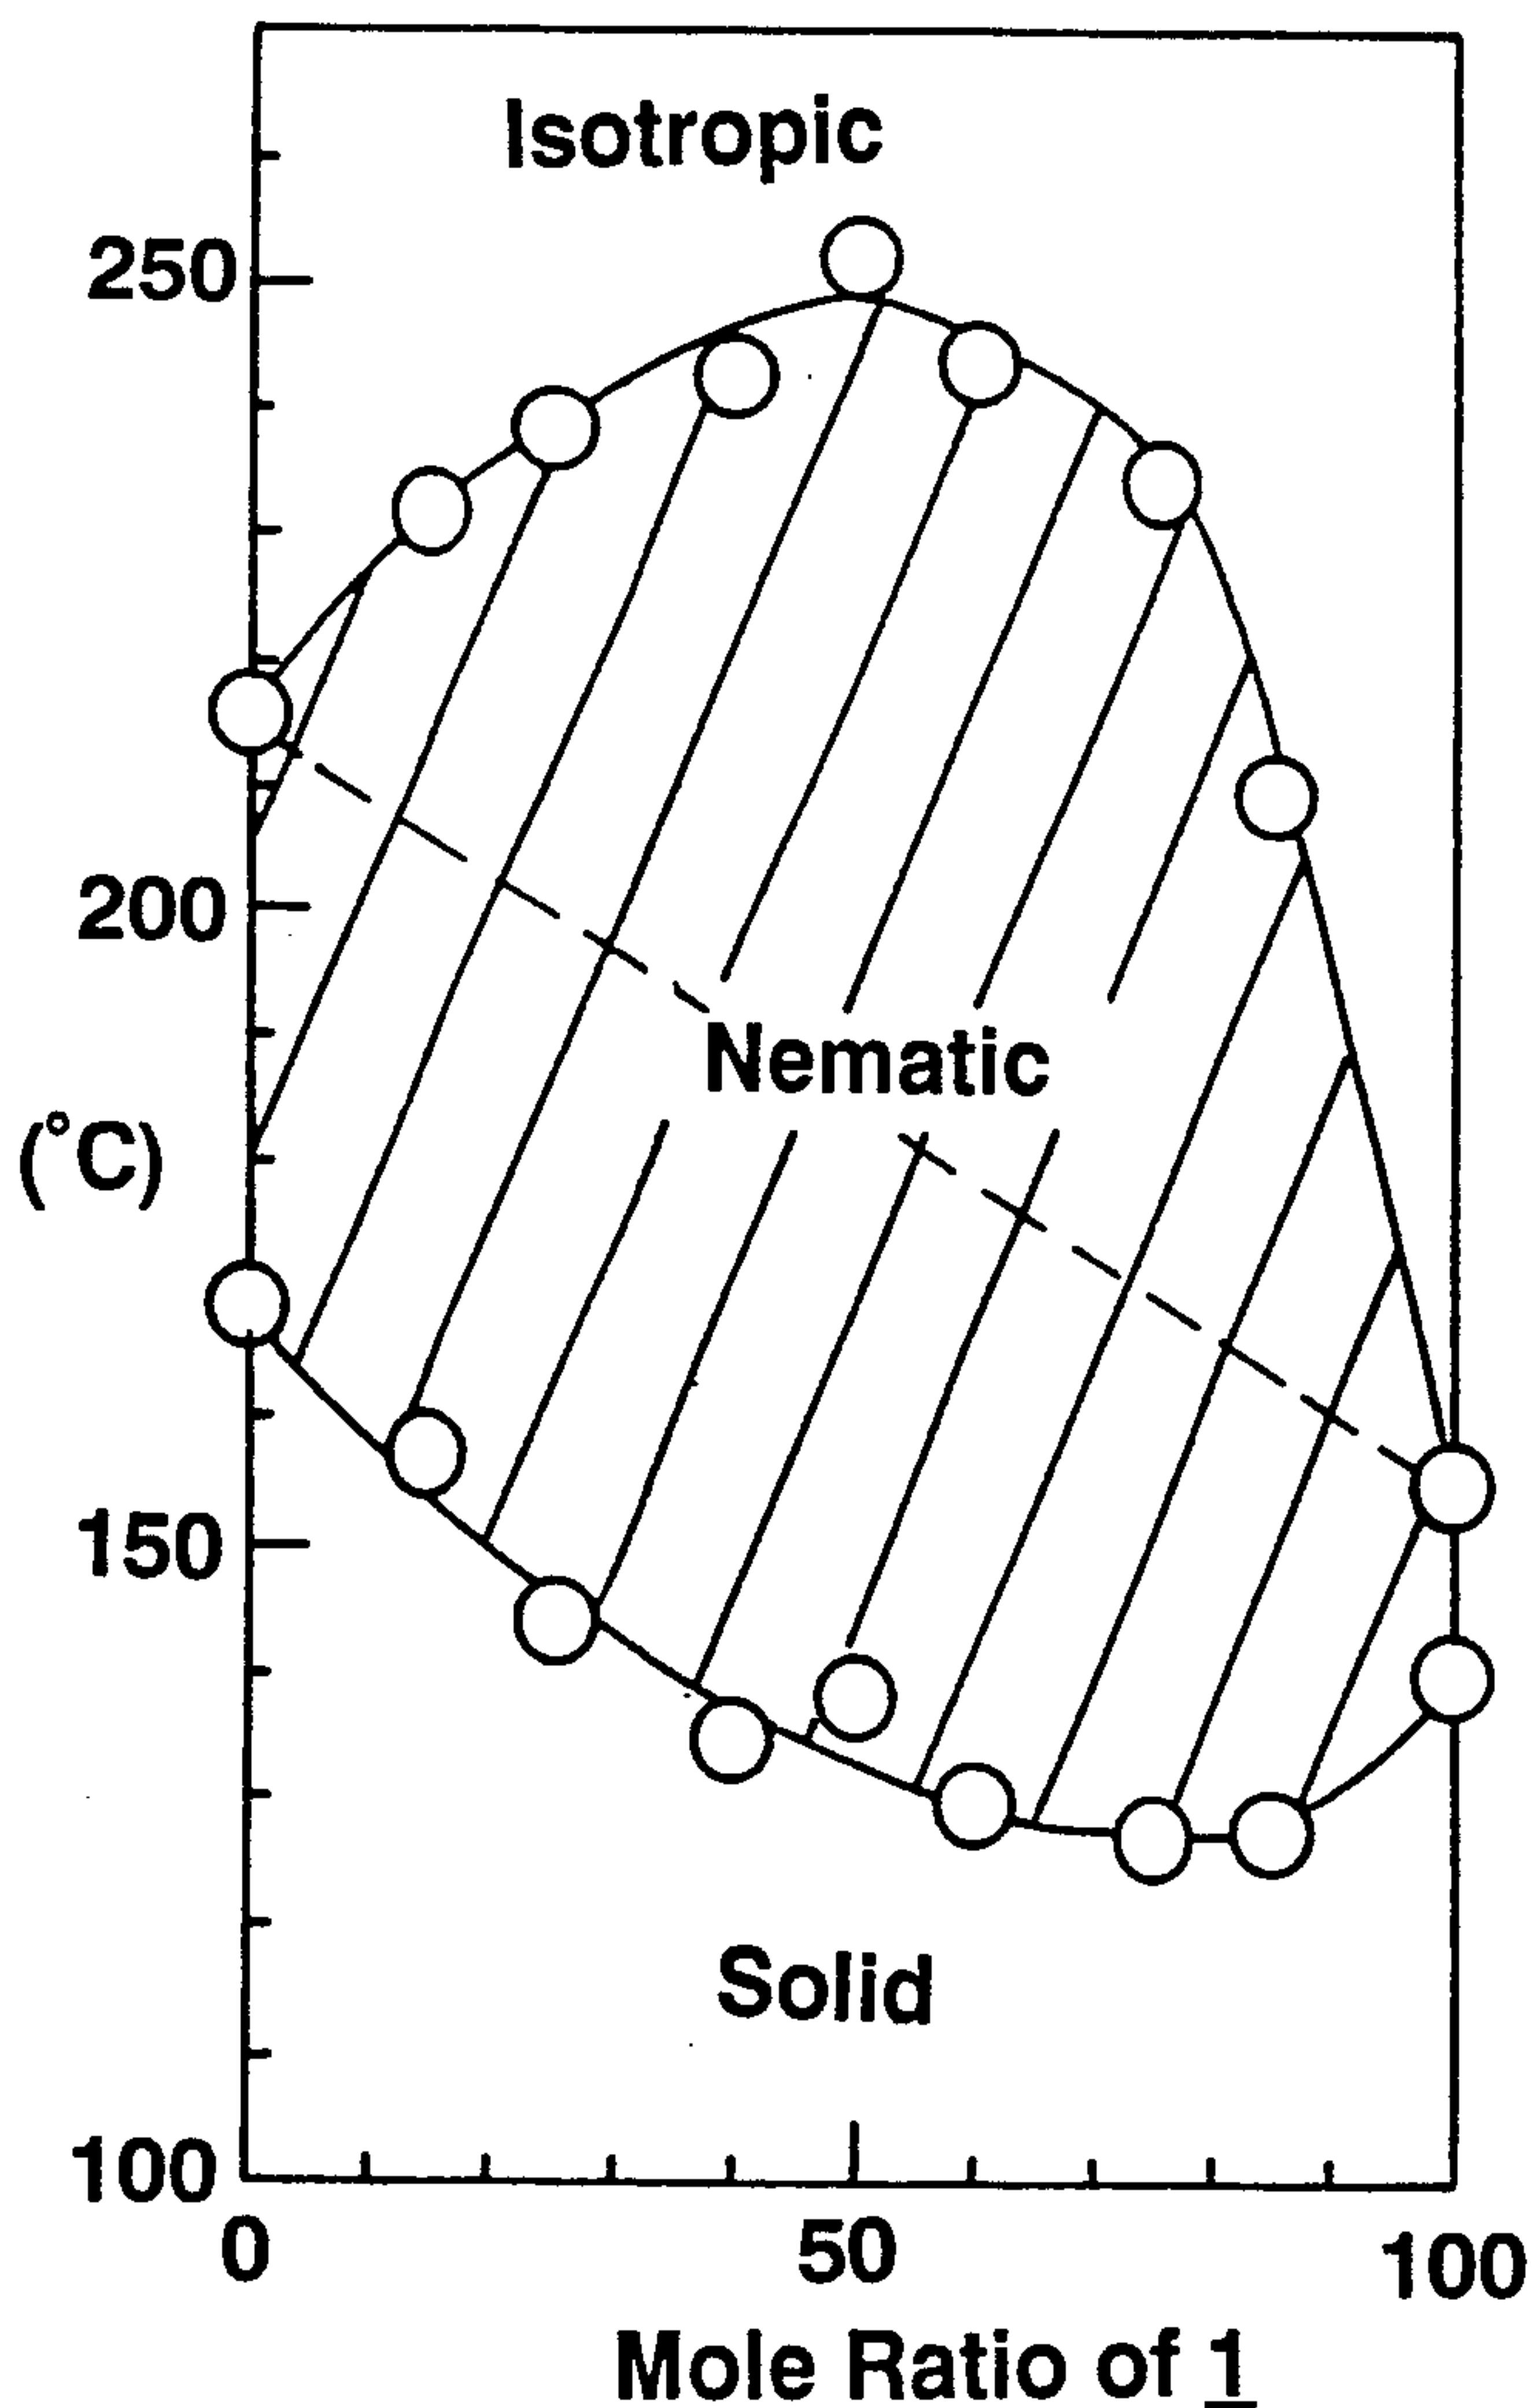 Isotropic
250
200
Nematic
(°C)
150
Solid
100
0 50 100
Mole Ratio of 1